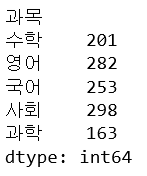 과목
수학 201
영어 282
국어 253
사회 298
과학 163
dtype: int64